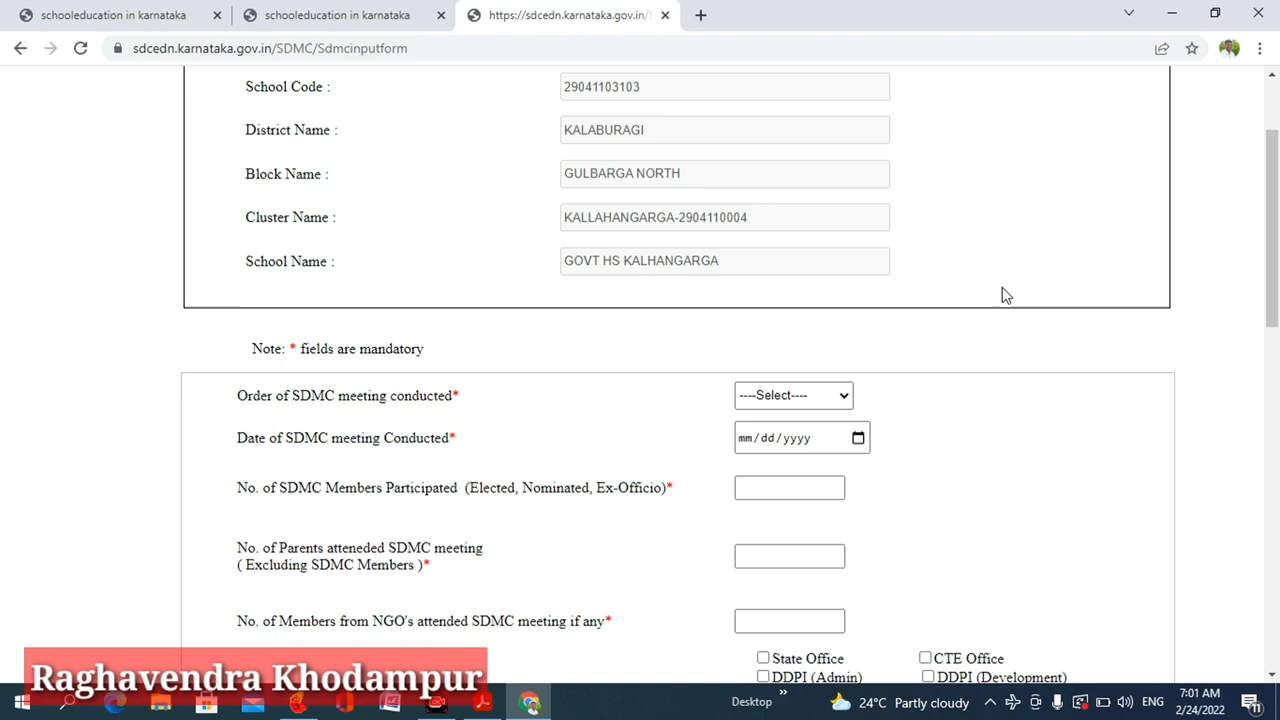 schooleducation in karnataka
schooleducation in karnataka
https://sdcedn.karnataka.gov.in/
sdcedn.karnataka.gov.in/SDMC/Sdmcinputform
School Code : 29041103103
District Name : KALABURAGI
Block Name : GULBARGA NORTH
Cluster Name : KALLAHANGARGA-2904110004
School Name : GOVT HS KALHANGARGA
Note: * fields are mandatory
Order of SDMC meeting conducted* ----Select----
Date of SDMC meeting Conducted* mm/dd/yyyy
No. of SDMC Members Participated (Elected, Nominated, Ex-Officio)*
No. of Parents atteneded SDMC meeting
( Excluding SDMC Members )*
No. of Members from NGO's attended SDMC meeting if any*
State Office CTE Office
DDPI (Admin) DDPI (Development)
Raghavendra Khodampur
Desktop » 24°C Partly cloudy ENG 7:01 AM
2/24/2022